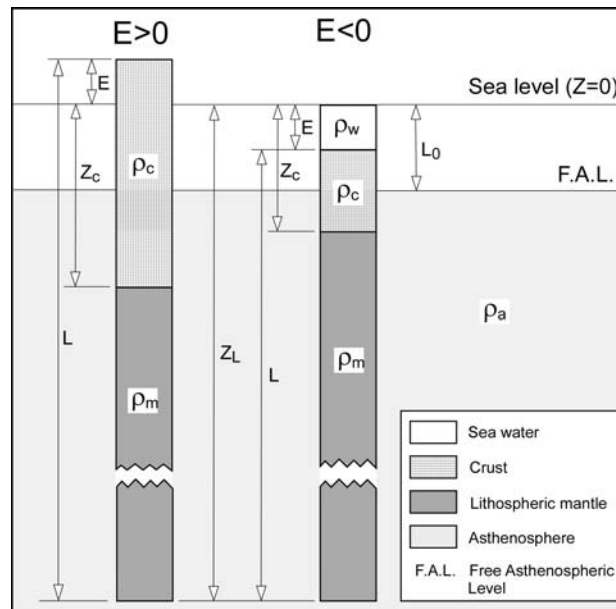 E>0
E<0
E
Sea level (Z=0)
E
ρw
L0
Zc
ρc
Zc
ρc
F.A.L.
ρa
L
ZL
L
ρm
ρm
Sea water
Crust
Lithospheric mantle
Asthenosphere
F.A.L. Free Asthenospheric
Level